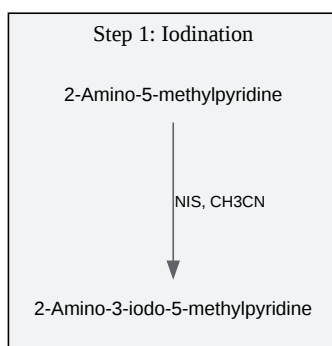 Step 1: Iodination
2-Amino-5-methylpyridine
NIS, CH3CN
2-Amino-3-iodo-5-methylpyridine